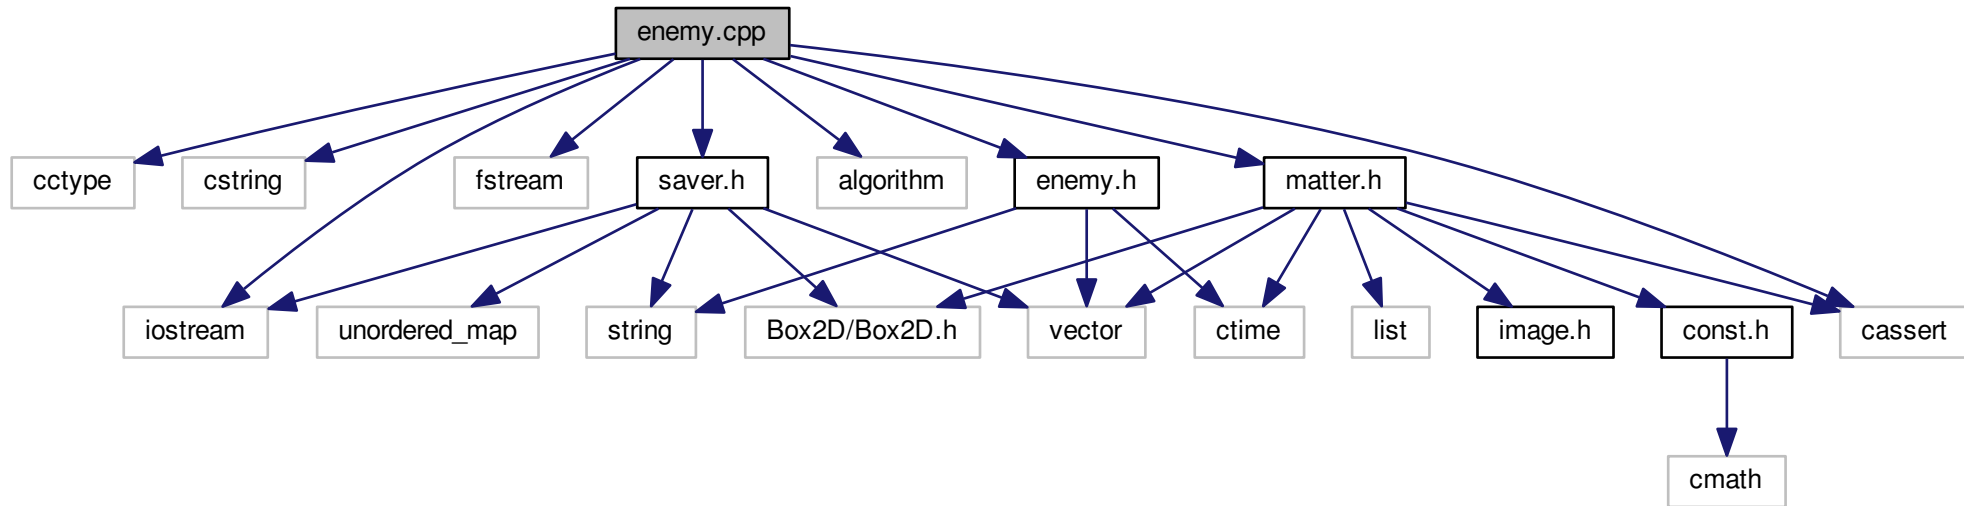 enemy.cpp
cctype
cstring
fstream
saver.h
algorithm
enemy.h
matter.h
iostream
unordered_map
string
Box2D/Box2D.h
vector
ctime
list
image.h
const.h
cassert
cmath